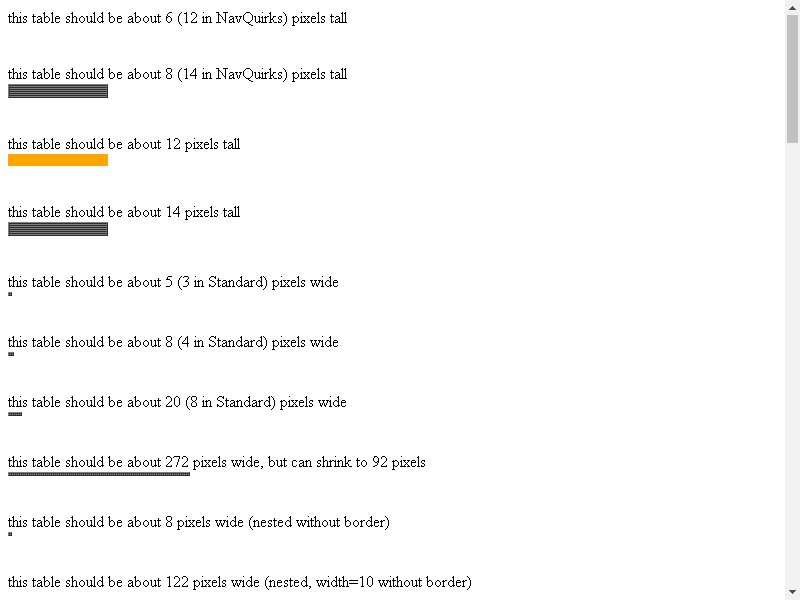 this table should be about 6 (12 in NavQuirks) pixels tall
this table should be about 8 (14 in NavQuirks) pixels tall
this table should be about 12 pixels tall
this table should be about 14 pixels tall
this table should be about 5 (3 in Standard) pixels wide
this table should be about 8 (4 in Standard) pixels wide
this table should be about 20 (8 in Standard) pixels wide
this table should be about 272 pixels wide, but can shrink to 92 pixels
this table should be about 8 pixels wide (nested without border)
this table should be about 122 pixels wide (nested, width=10 without border)